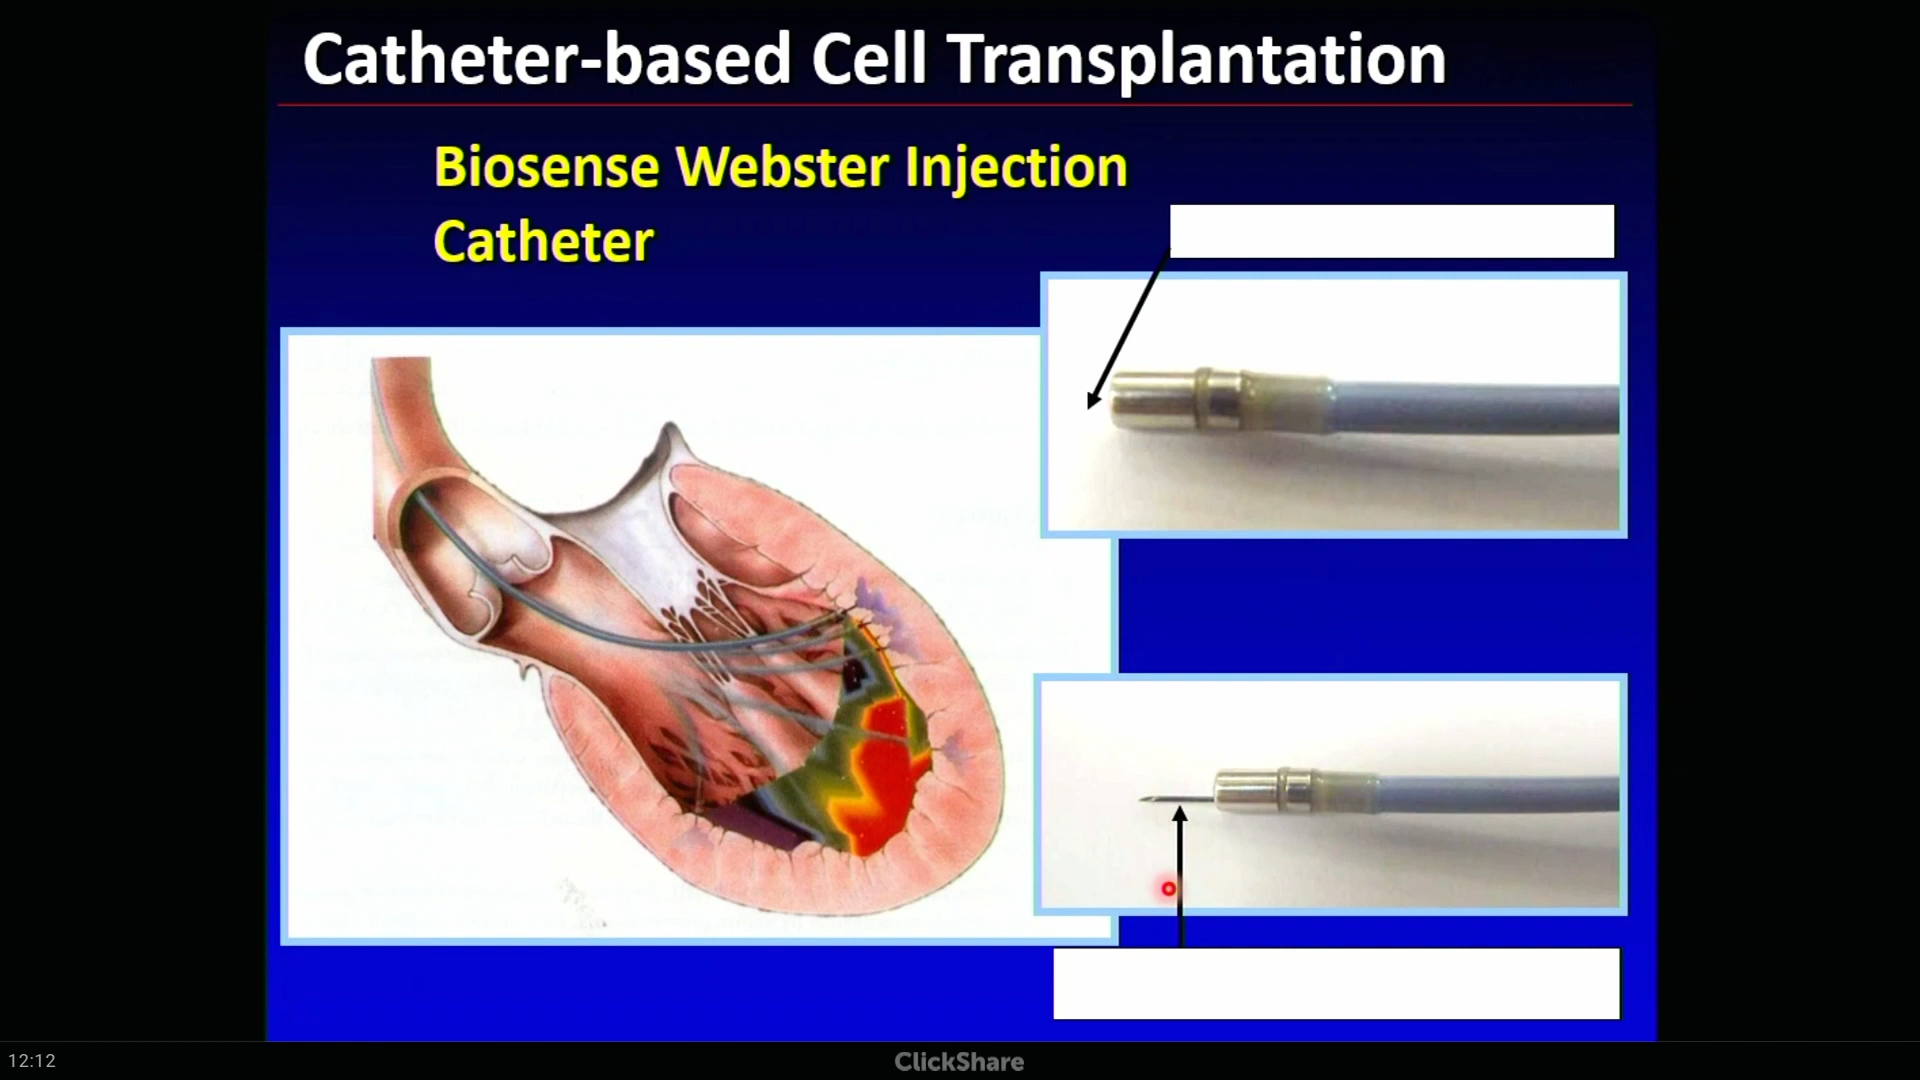 Catheter-based Cell Transplantation
Biosense Webster Injection
Catheter
12:12
ClickShare